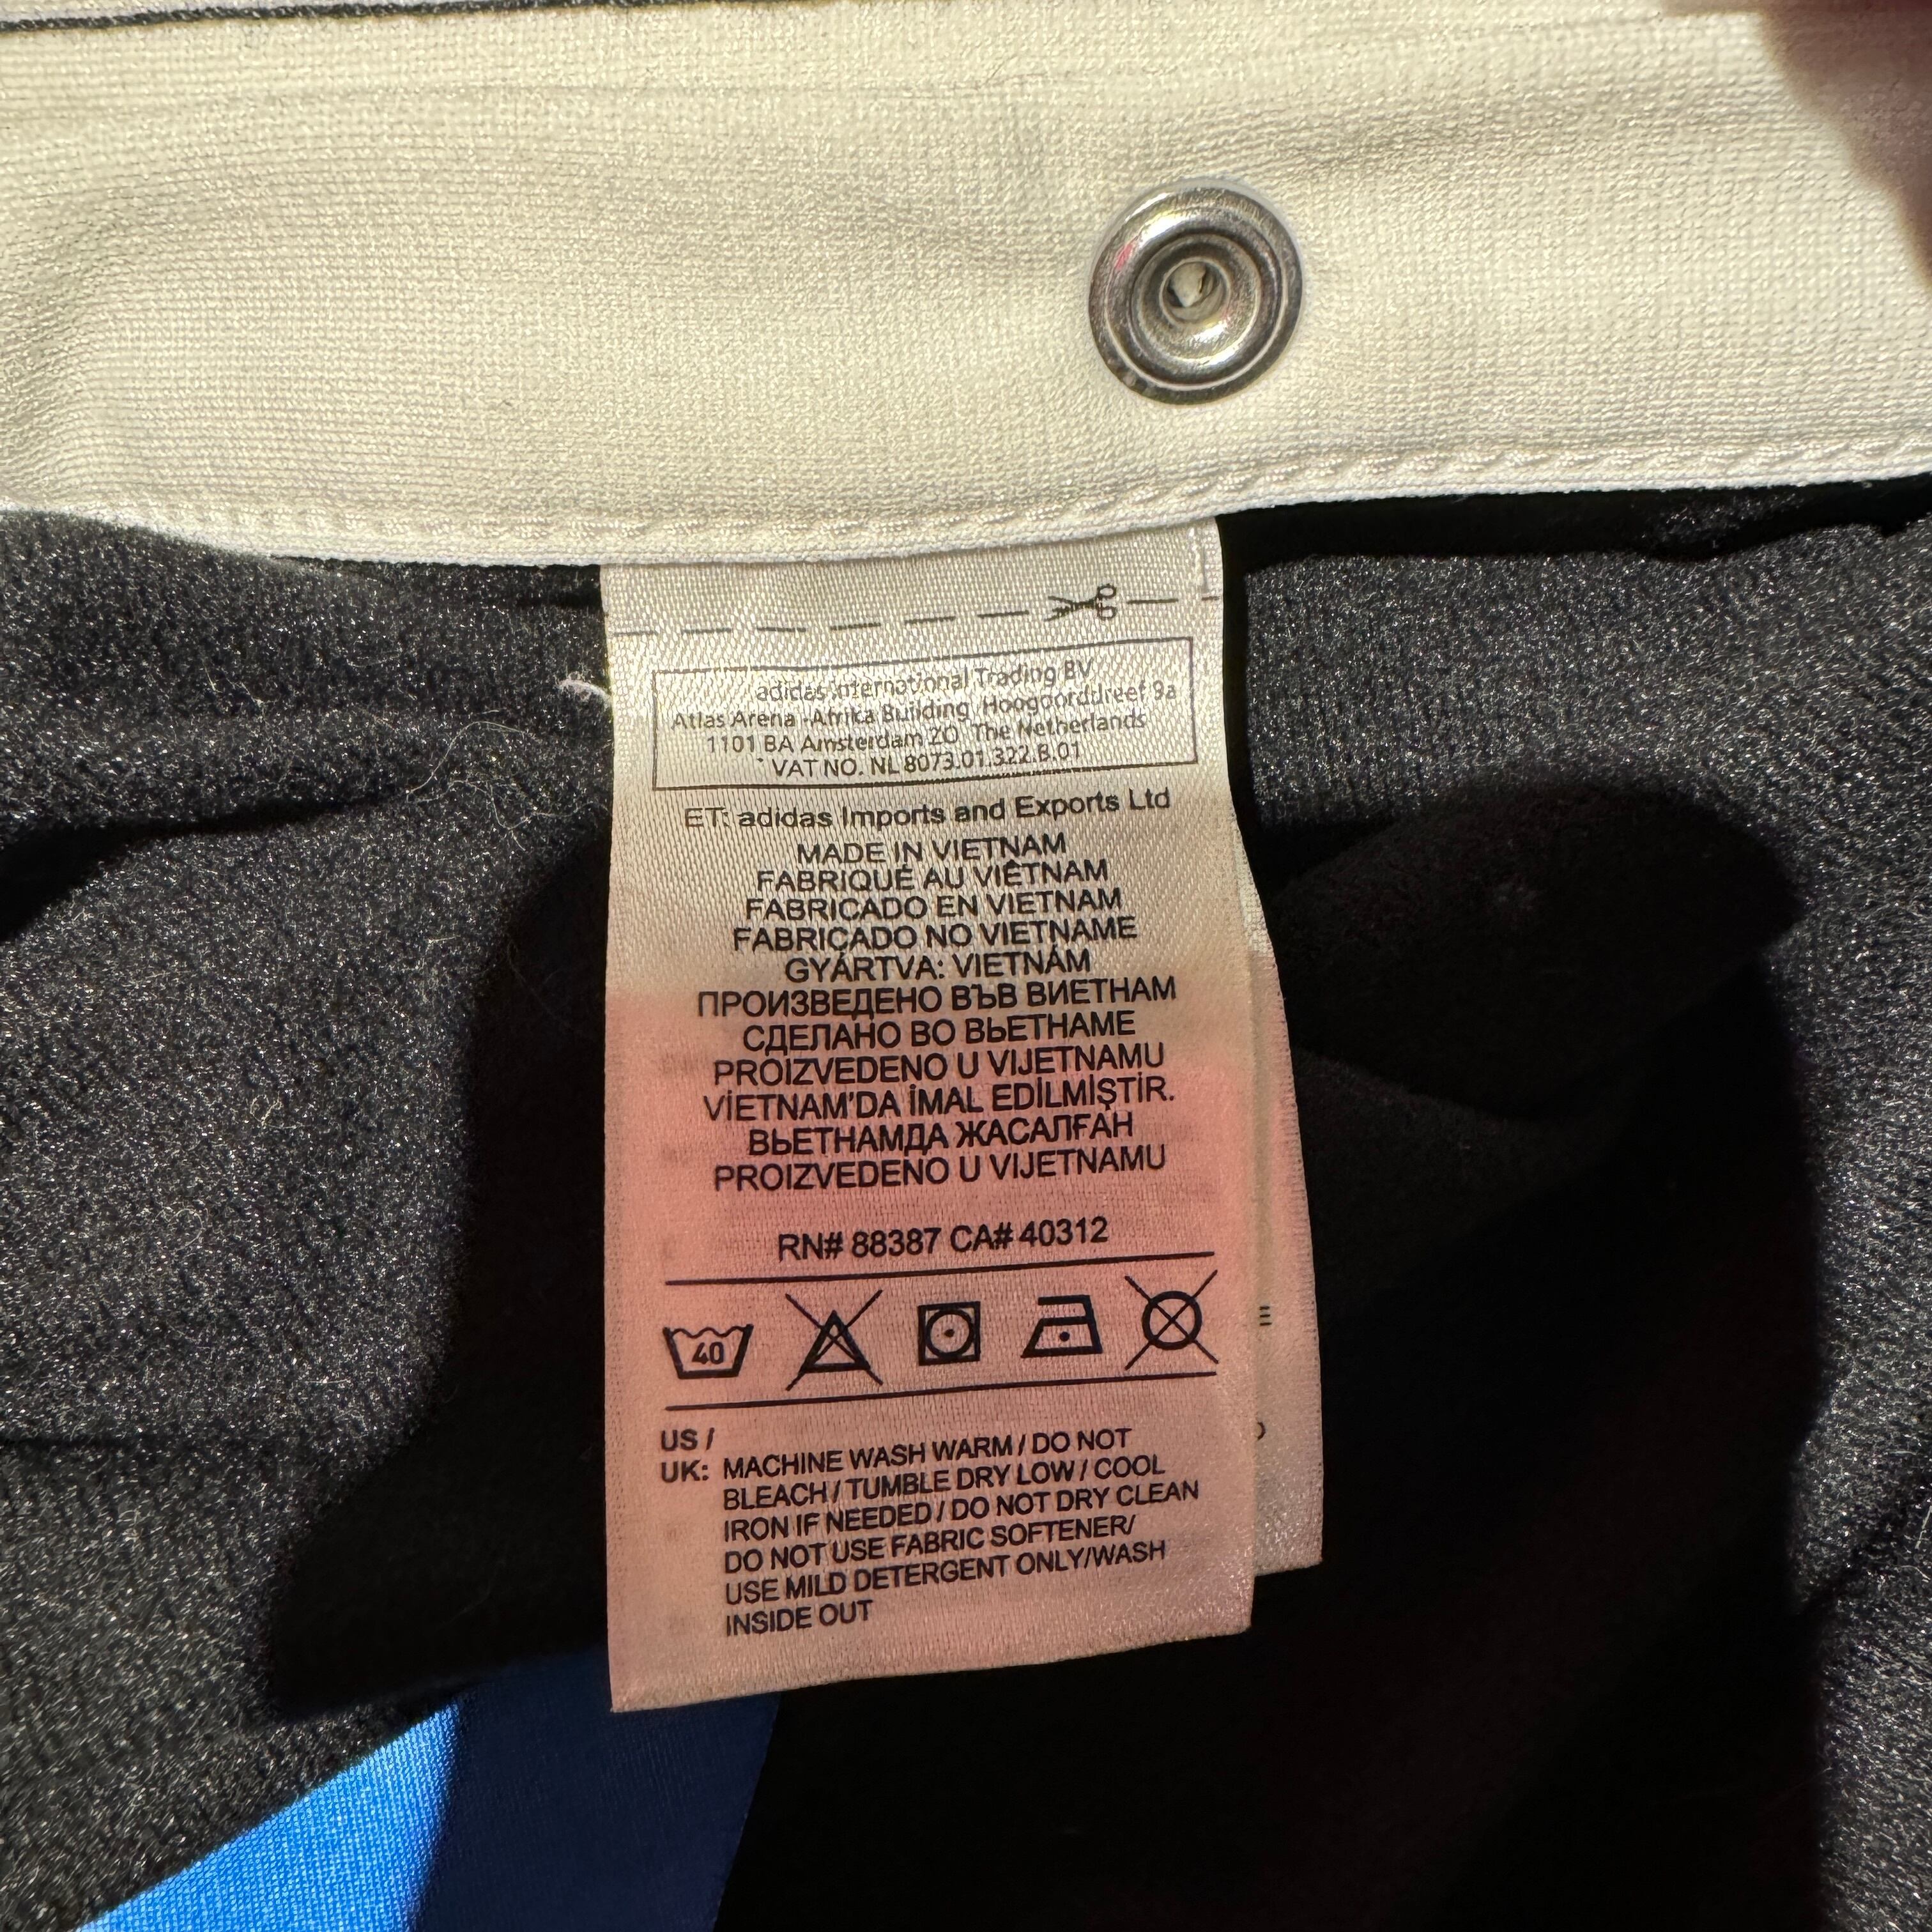 adidas International Trading BV
Atlas Arena -Afrika Building, Hoogoorddreef 9a
1101 BA Amsterdam ZO The Netherlands
VAT NO. NL 8073.01.322.B.01
ET: adidas Imports and Exports Ltd
MADE IN VIETNAM
FABRIQUÉ AU VIÊTNAM
FABRICADO EN VIETNAM
FABRICADO NO VIETNAME
GYÁRTVA: VIETNÁM
ПРОИЗВЕДЕНО ВЪВ ВИЕТНАМ
СДЕЛАНО ВО ВЬЕТНАМЕ
PROIZVEDENO U VIJETNAMU
VİETNAM'DA İMAL EDİLMİŞTİR.
ВЬЕТНАМДА ЖАСАЛҒАН
PROIZVEDENO U VIJETNAMU
RN# 88387 CA# 40312
40
US /
UK: MACHINE WASH WARM / DO NOT
BLEACH / TUMBLE DRY LOW / COOL
IRON IF NEEDED / DO NOT DRY CLEAN
DO NOT USE FABRIC SOFTENER/
USE MILD DETERGENT ONLY/WASH
INSIDE OUT